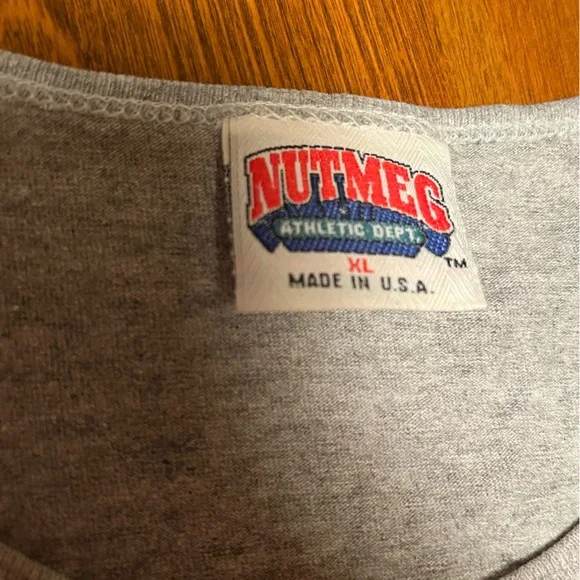 NUTMEG
ATHLETIC DEPT.
XL
TM
MADE IN U.S.A.